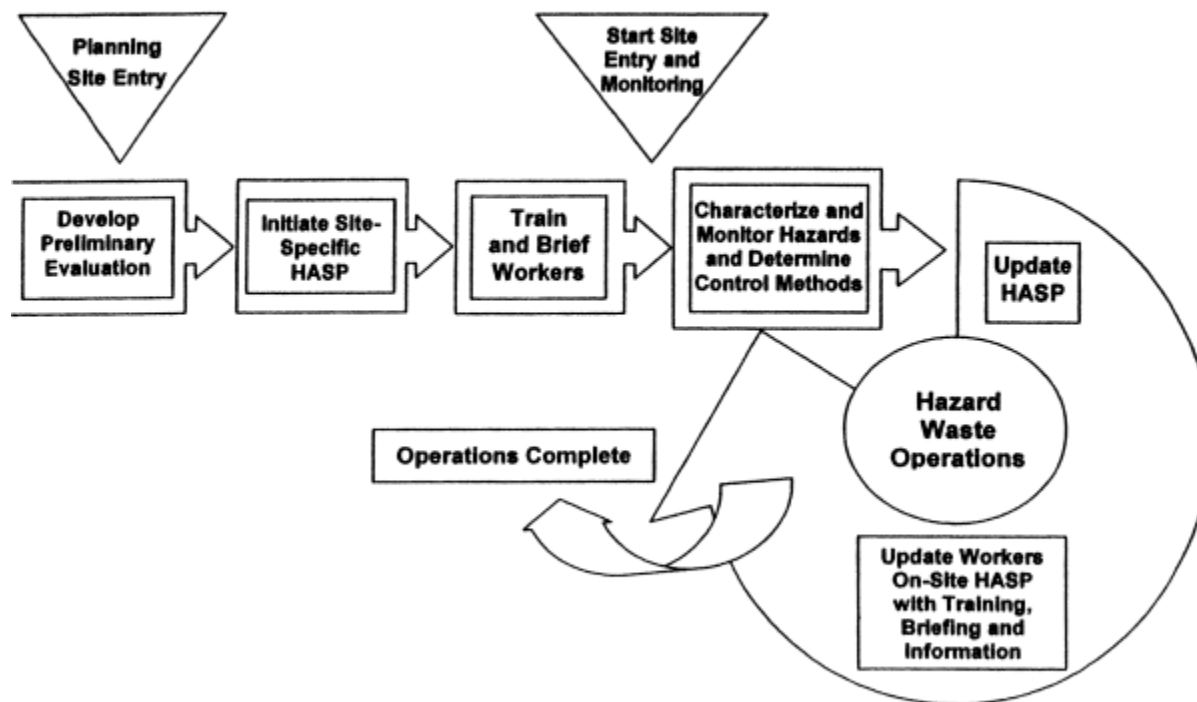 Planning
Site Entry
Start Site
Entry and
Monitoring
Develop
Preliminary
Evaluation
Initiate Site-
Specific
HASP
Train
and Brief
Workers
Characterize and
Monitor Hazards
and Determine
Control Methods
Update
HASP
Hazard
Waste
Operations
Operations Complete
Update Workers
On-Site HASP
with Training,
Briefing and
Information